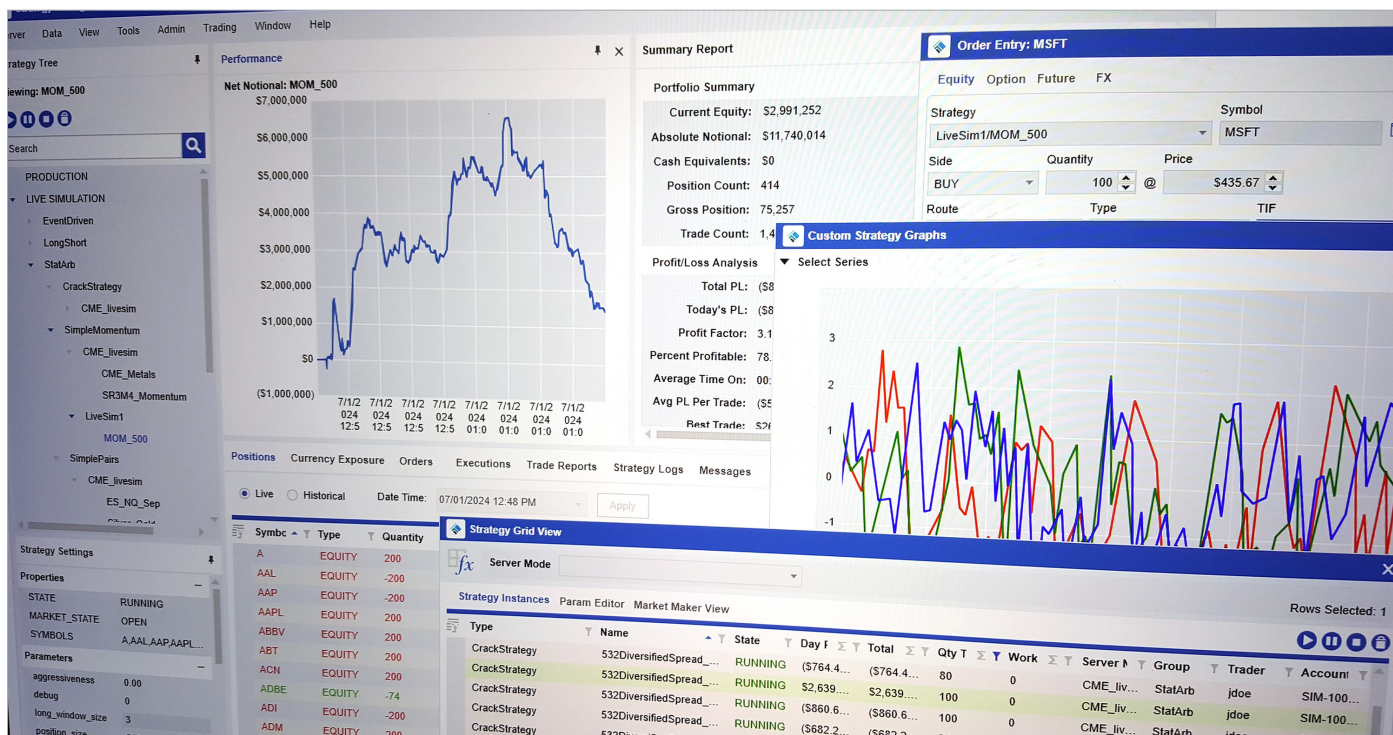 Data View Tools Admin Trading Window Help
Viewing: MOM_500
Search
PRODUCTION
LIVE SIMULATION
EventDriven
LongShort
StatArb
CrackStrategy
CME_livesim
SimpleMomentum
CME_livesim
CME_Metals
SR3M4_Momentum
LiveSim1
MOM_500
SimplePairs
CME_livesim
ES_NQ_Sep
Strategy Settings
Properties
STATE RUNNING
MARKET_STATE OPEN
SYMBOLS A,AAL,AAP,AAPL...
Parameters
aggressiveness 0.00
debug 0
long_window_size 3
position_size
Performance
Net Notional: MOM_500
$7,000,000
$6,000,000
$5,000,000
$4,000,000
$3,000,000
$2,000,000
$1,000,000
$0
($1,000,000)
7/1/2 7/1/2 7/1/2 7/1/2 7/1/2 7/1/2 7/1/2 7/1/2
024 024 024 024 024 024 024 024
12:5 12:5 12:5 12:5 01:0 01:0 01:0 01:0
Summary Report
Portfolio Summary
Current Equity: $2,991,252
Absolute Notional: $11,740,014
Cash Equivalents: $0
Position Count: 414
Gross Position: 75,257
Trade Count: 1,4
Profit/Loss Analysis
Total PL: ($8
Today's PL: ($8
Profit Factor: 3.1
Percent Profitable: 78.
Average Time On: 00:
Avg PL Per Trade: ($5
Best Trade: $26
Order Entry: MSFT
Equity Option Future FX
Strategy Symbol
LiveSim1/MOM_500 MSFT
Side Quantity Price
BUY 100 @ $435.67
Route Type TIF
Custom Strategy Graphs
Select Series
3
2
1
0
-1
Positions Currency Exposure Orders Executions Trade Reports Strategy Logs Messages
Live Historical Date Time: 07/01/2024 12:48 PM Apply
Symbc Type Quantity
A EQUITY 200
AAL EQUITY -200
AAP EQUITY -200
AAPL EQUITY 200
ABBV EQUITY 200
ABT EQUITY 200
ACN EQUITY 200
ADBE EQUITY -74
ADI EQUITY -200
ADM EQUITY 200
Strategy Grid View
Server Mode
Strategy Instances Param Editor Market Maker View
Rows Selected: 1
Type Name State Day Total Qty T Work Server Group Trader Account
CrackStrategy 532DiversifiedSpread_... RUNNING ($764.4... ($764.4... 80 0 CME_liv... StatArb jdoe SIM-100...
CrackStrategy 532DiversifiedSpread_... RUNNING $2,639.... $2,639.... 100 0 CME_liv... StatArb jdoe SIM-100...
CrackStrategy 532DiversifiedSpread_... RUNNING ($860.6... ($860.6... 100 0 CME_liv... StatArb jdoe SIM-100...
CrackStrategy RUNNING ($682.2...